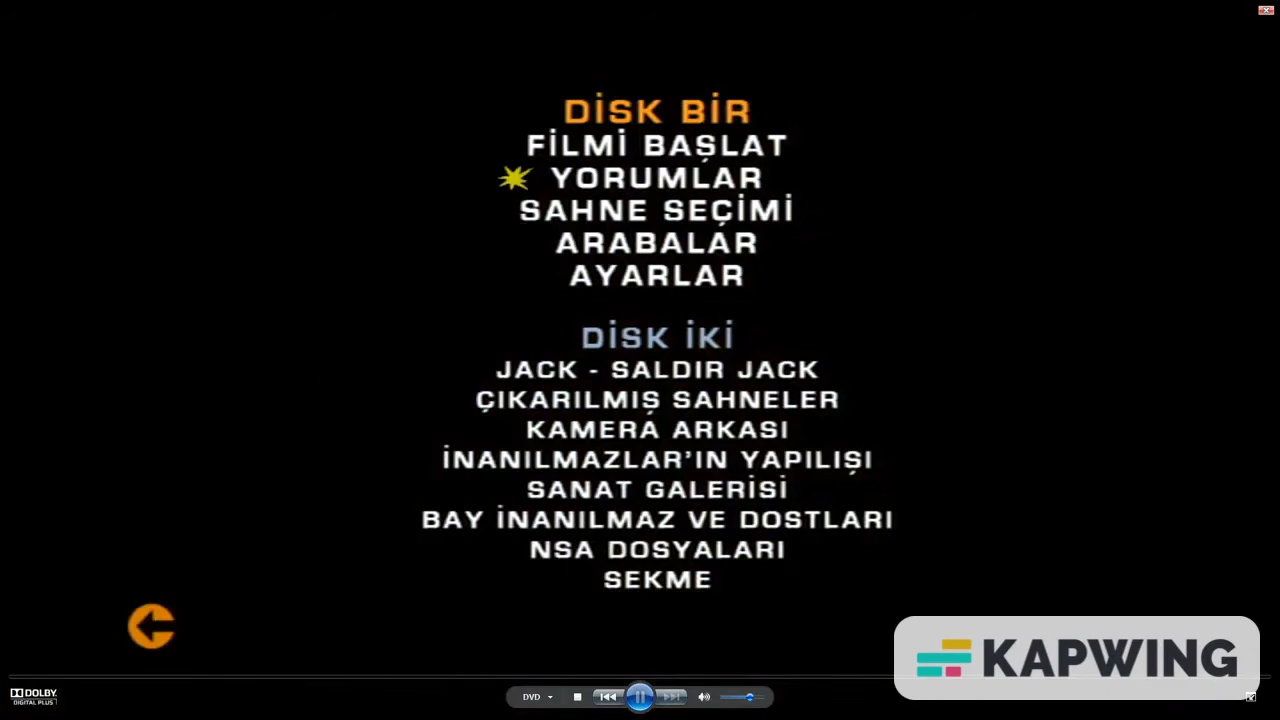 DİSK BİR
FİLMİ BAŞLAT
YORUMLAR
SAHNE SEÇİMİ
ARABALAR
AYARLAR
DİSK İKİ
JACK - SALDIR JACK
ÇIKARILMIŞ SAHNELER
KAMERA ARKASI
İNANILMAZLAR'IN YAPILIŞI
SANAT GALERİSİ
BAY İNANILMAZ VE DOSTLARI
NSA DOSYALARI
SEKME
KAPWING
DOLBY
DIGITAL PLUS
DVD